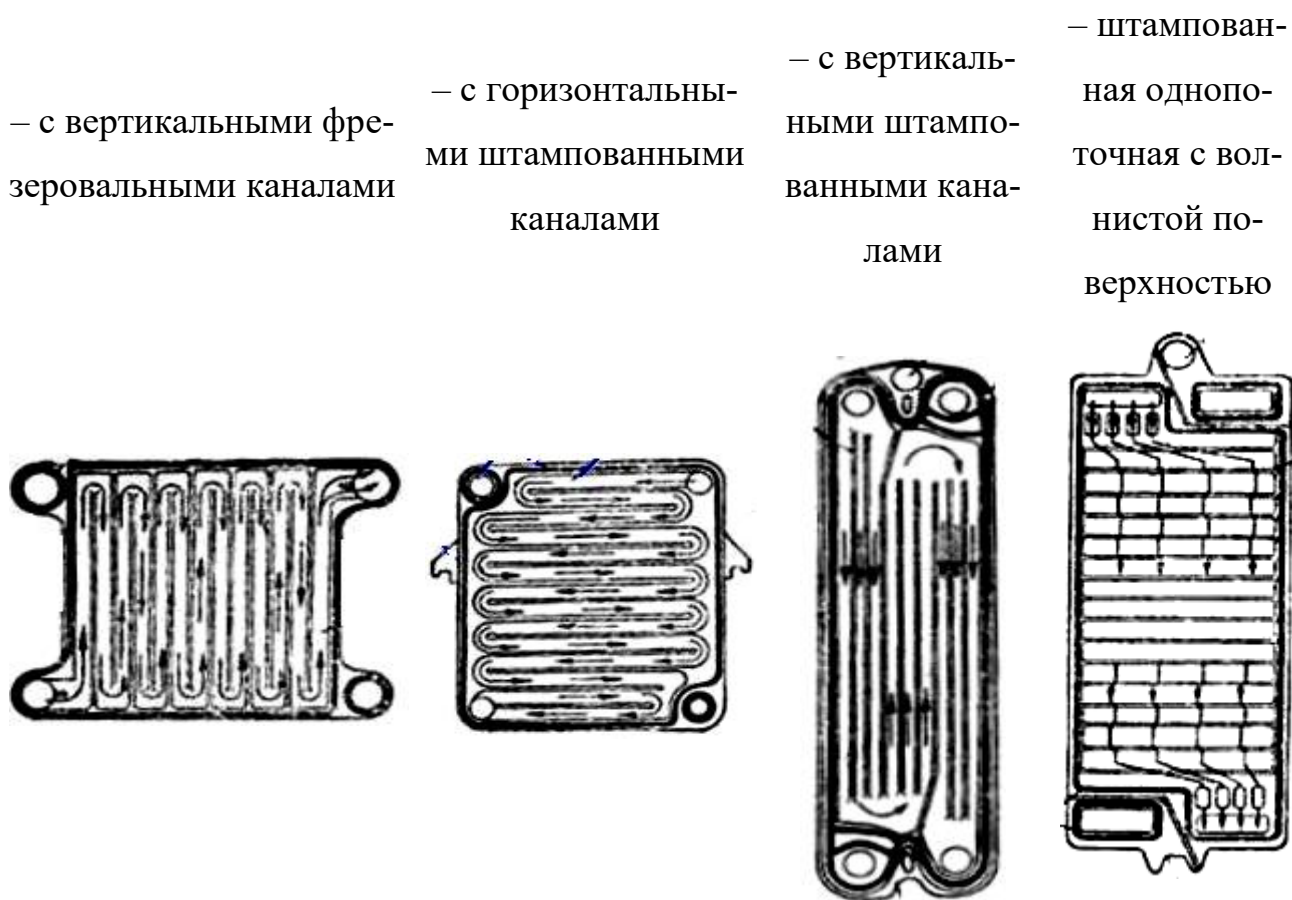 – с вертикальными фре-
зеровальными каналами
– с горизонтальны-
ми штампованными
каналами
– с вертикаль-
ными штампо-
ванными кана-
лами
– штампован-
ная однопо-
точная с вол-
нистой по-
верхностью